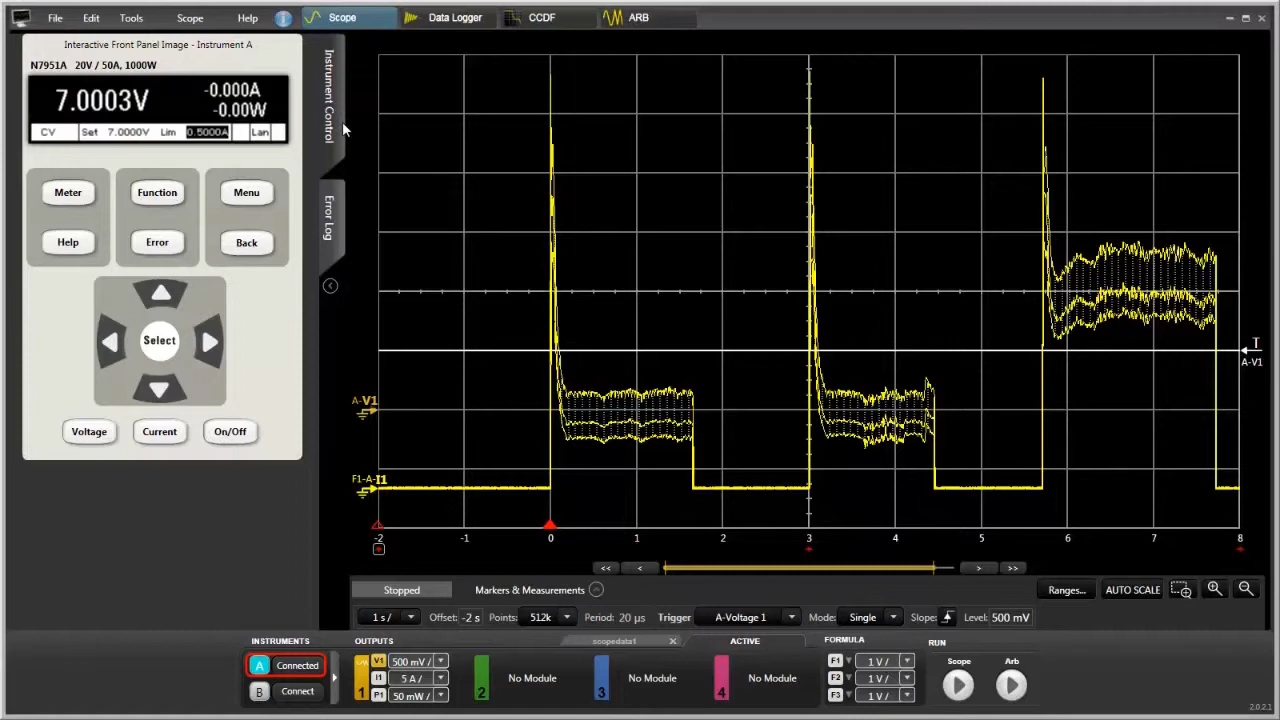 File Edit Tools Scope Help i Scope Data Logger CCDF ARB
Interactive Front Panel Image - Instrument A
N7951A 20V / 50A, 1000W
7.0003V -0.000A
-0.00W
CV Set 7.0000V Lim 0.5000A Lan
Meter Function Menu
Help Error Back
Select
Voltage Current On/Off
Instrument Control
Error Log
A-V1
F1-A-I1
T
A-V1
-2 -1 0 1 2 3 4 5 6 7 8
<< < > >>
Stopped Markers & Measurements Ranges... AUTO SCALE
1 s / Offset: -2 s Points: 512k Period: 20 µs Trigger A-Voltage 1 Mode: Single Slope: Level: 500 mV
INSTRUMENTS OUTPUTS scopedata1 ACTIVE FORMULA RUN
A Connected
B Connect
1 V1 500 mV /
I1 5 A /
P1 50 mW /
2 No Module
3 No Module
4 No Module
F1 1 V /
F2 1 V /
F3 1 V /
Scope Arb
2.0.2.1